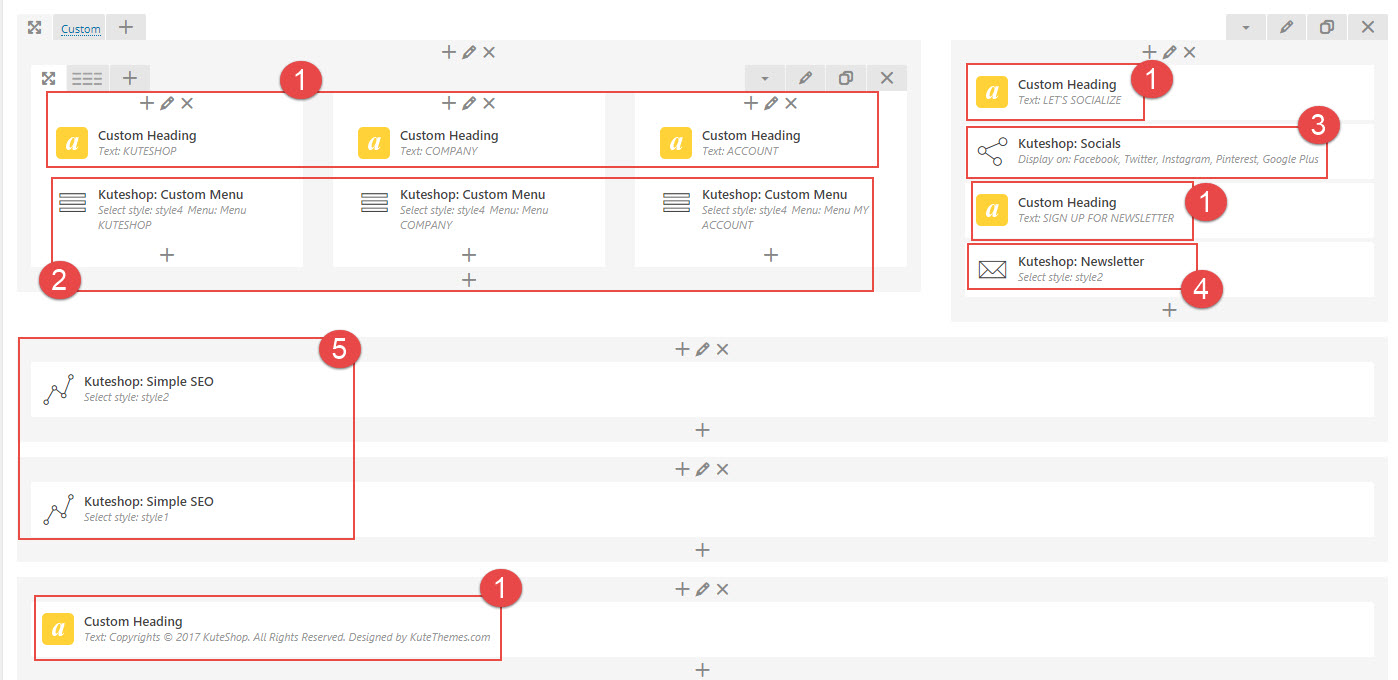 Custom
1
Custom Heading
Text: KUTESHOP
Custom Heading
Text: COMPANY
Custom Heading
Text: ACCOUNT
Kuteshop: Custom Menu
Select style: style4 Menu: Menu
KUTESHOP
Kuteshop: Custom Menu
Select style: style4 Menu: Menu
COMPANY
Kuteshop: Custom Menu
Select style: style4 Menu: Menu MY
ACCOUNT
2
Custom Heading
Text: LET'S SOCIALIZE
1
Kuteshop: Socials
Display on: Facebook, Twitter, Instagram, Pinterest, Google Plus
3
Custom Heading
Text: SIGN UP FOR NEWSLETTER
1
Kuteshop: Newsletter
Select style: style2
4
5
Kuteshop: Simple SEO
Select style: style2
Kuteshop: Simple SEO
Select style: style1
1
Custom Heading
Text: Copyrights © 2017 KuteShop. All Rights Reserved. Designed by KuteThemes.com